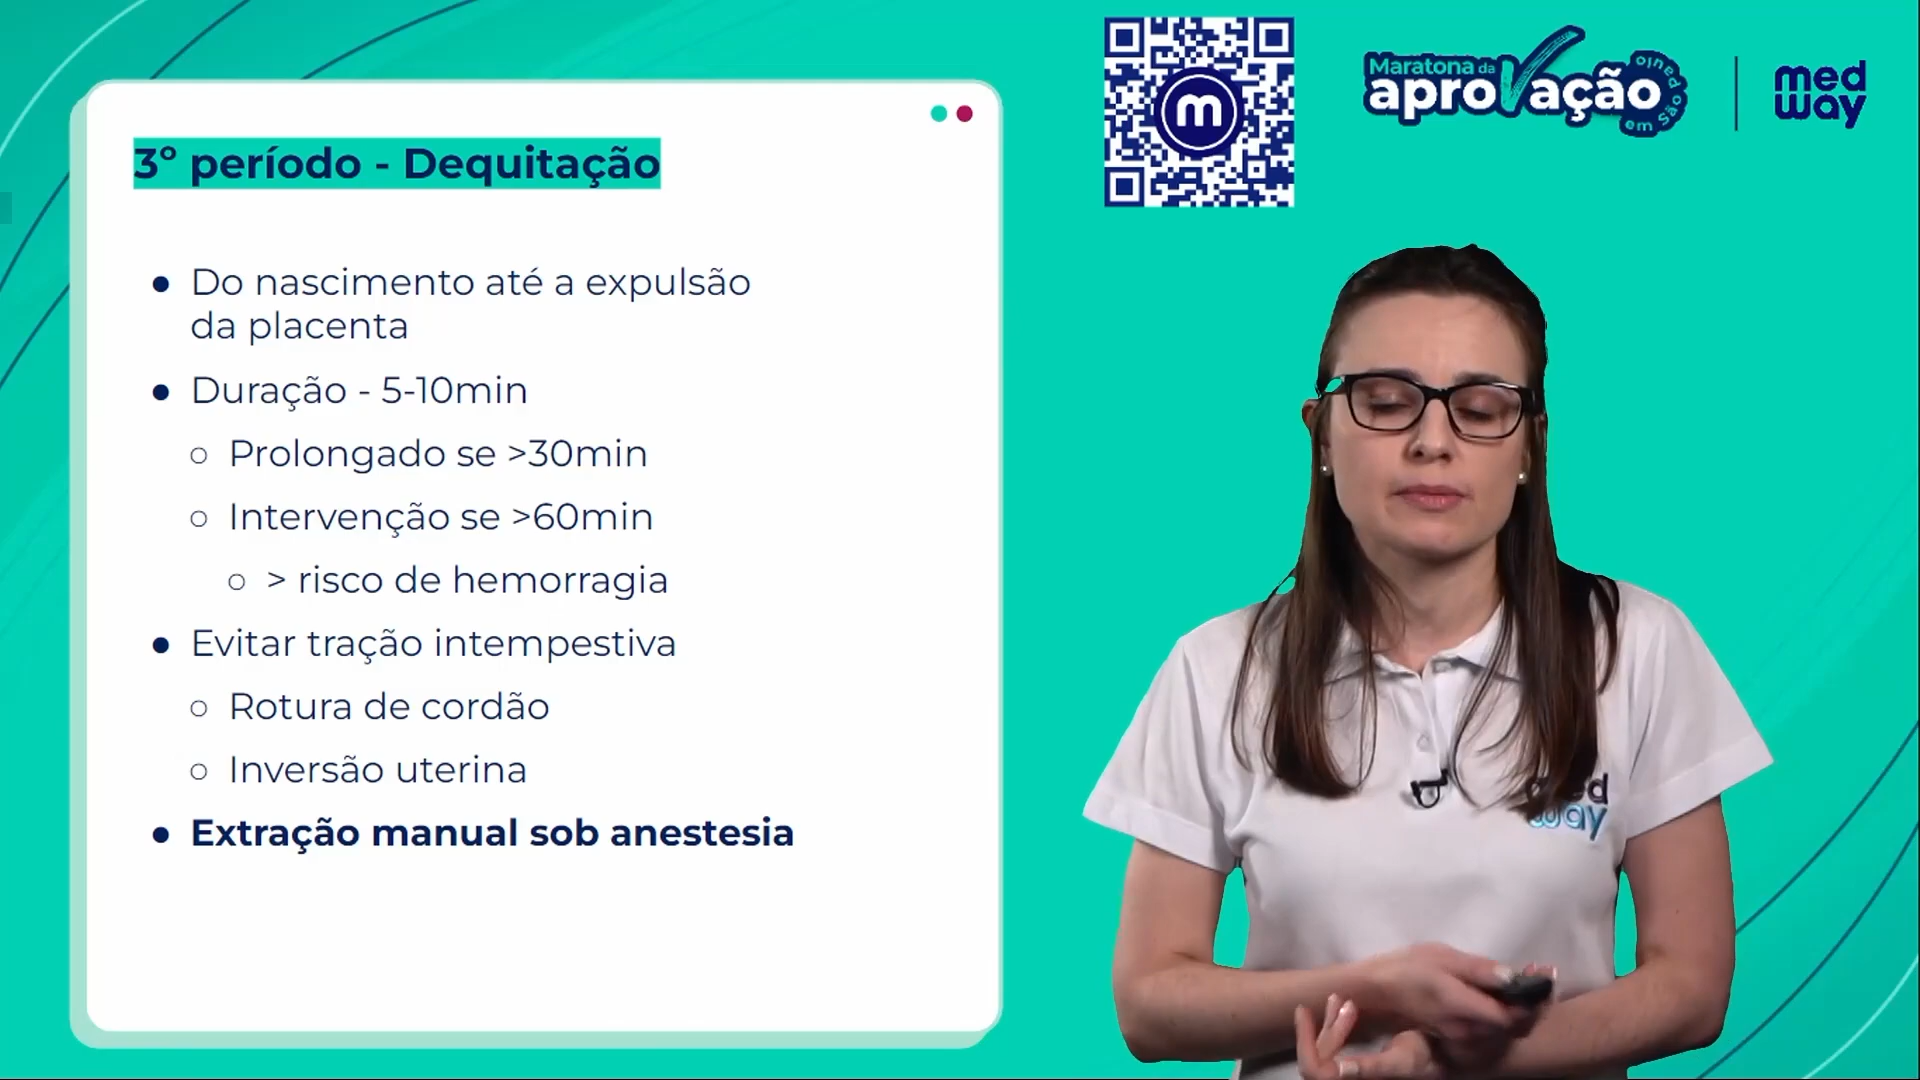 3º período - Dequitação
● Do nascimento até a expulsão
da placenta
● Duração - 5-10min
○ Prolongado se >30min
○ Intervenção se >60min
○ > risco de hemorragia
● Evitar tração intempestiva
○ Rotura de cordão
○ Inversão uterina
● Extração manual sob anestesia
m
Maratona da
aprovação
em São paulo
med
way
med
way